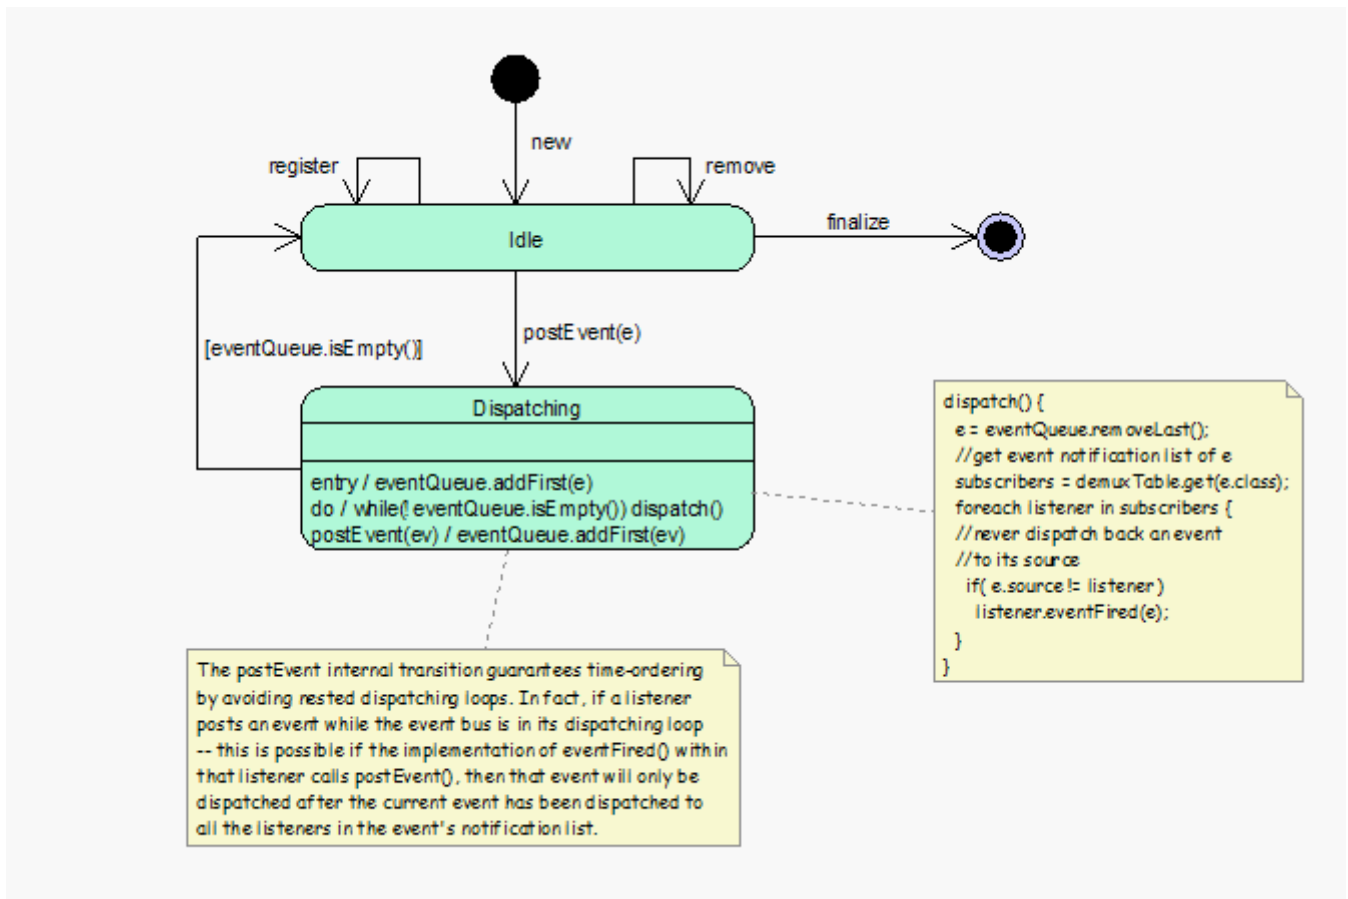 new
register
remove
finalize
Idle
postEvent(e)
[eventQueue.isEmpty()]
Dispatching
entry / eventQueue.addFirst(e)
do / while(! eventQueue.isEmpty()) dispatch()
postEvent(ev) / eventQueue.addFirst(ev)
dispatch() {
e = eventQueue.removeLast();
//get event notification list of e
subscribers = demuxTable.get(e.class);
foreach listener in subscribers {
//never dispatch back an event
//to its source
if( e.source != listener )
listener.eventFired(e);
}
}
The postEvent internal transition guarantees time-ordering
by avoiding nested dispatching loops. In fact, if a listener
posts an event while the event bus is in its dispatching loop
-- this is possible if the implementation of eventFired() within
that listener calls postEvent(), then that event will only be
dispatched after the current event has been dispatched to
all the listeners in the event's notification list.